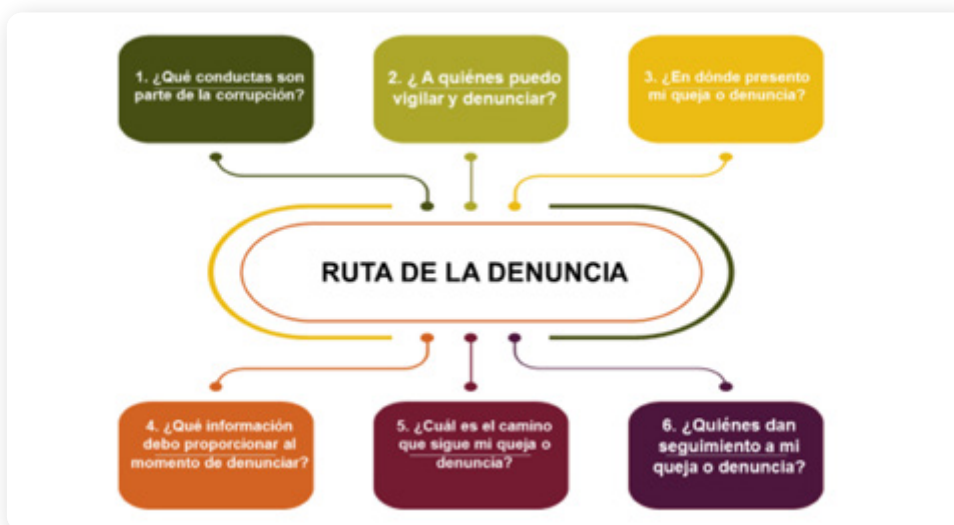 1. ¿Qué conductas son
parte de la corrupción?
2. ¿ A quiénes puedo
vigilar y denunciar?
3. ¿En dónde presento
mi queja o denuncia?
RUTA DE LA DENUNCIA
4. ¿Qué información
debo proporcionar al
momento de denunciar?
5. ¿Cuál es el camino
que sigue mi queja o
denuncia?
6. ¿Quiénes dan
seguimiento a mi
queja o denuncia?